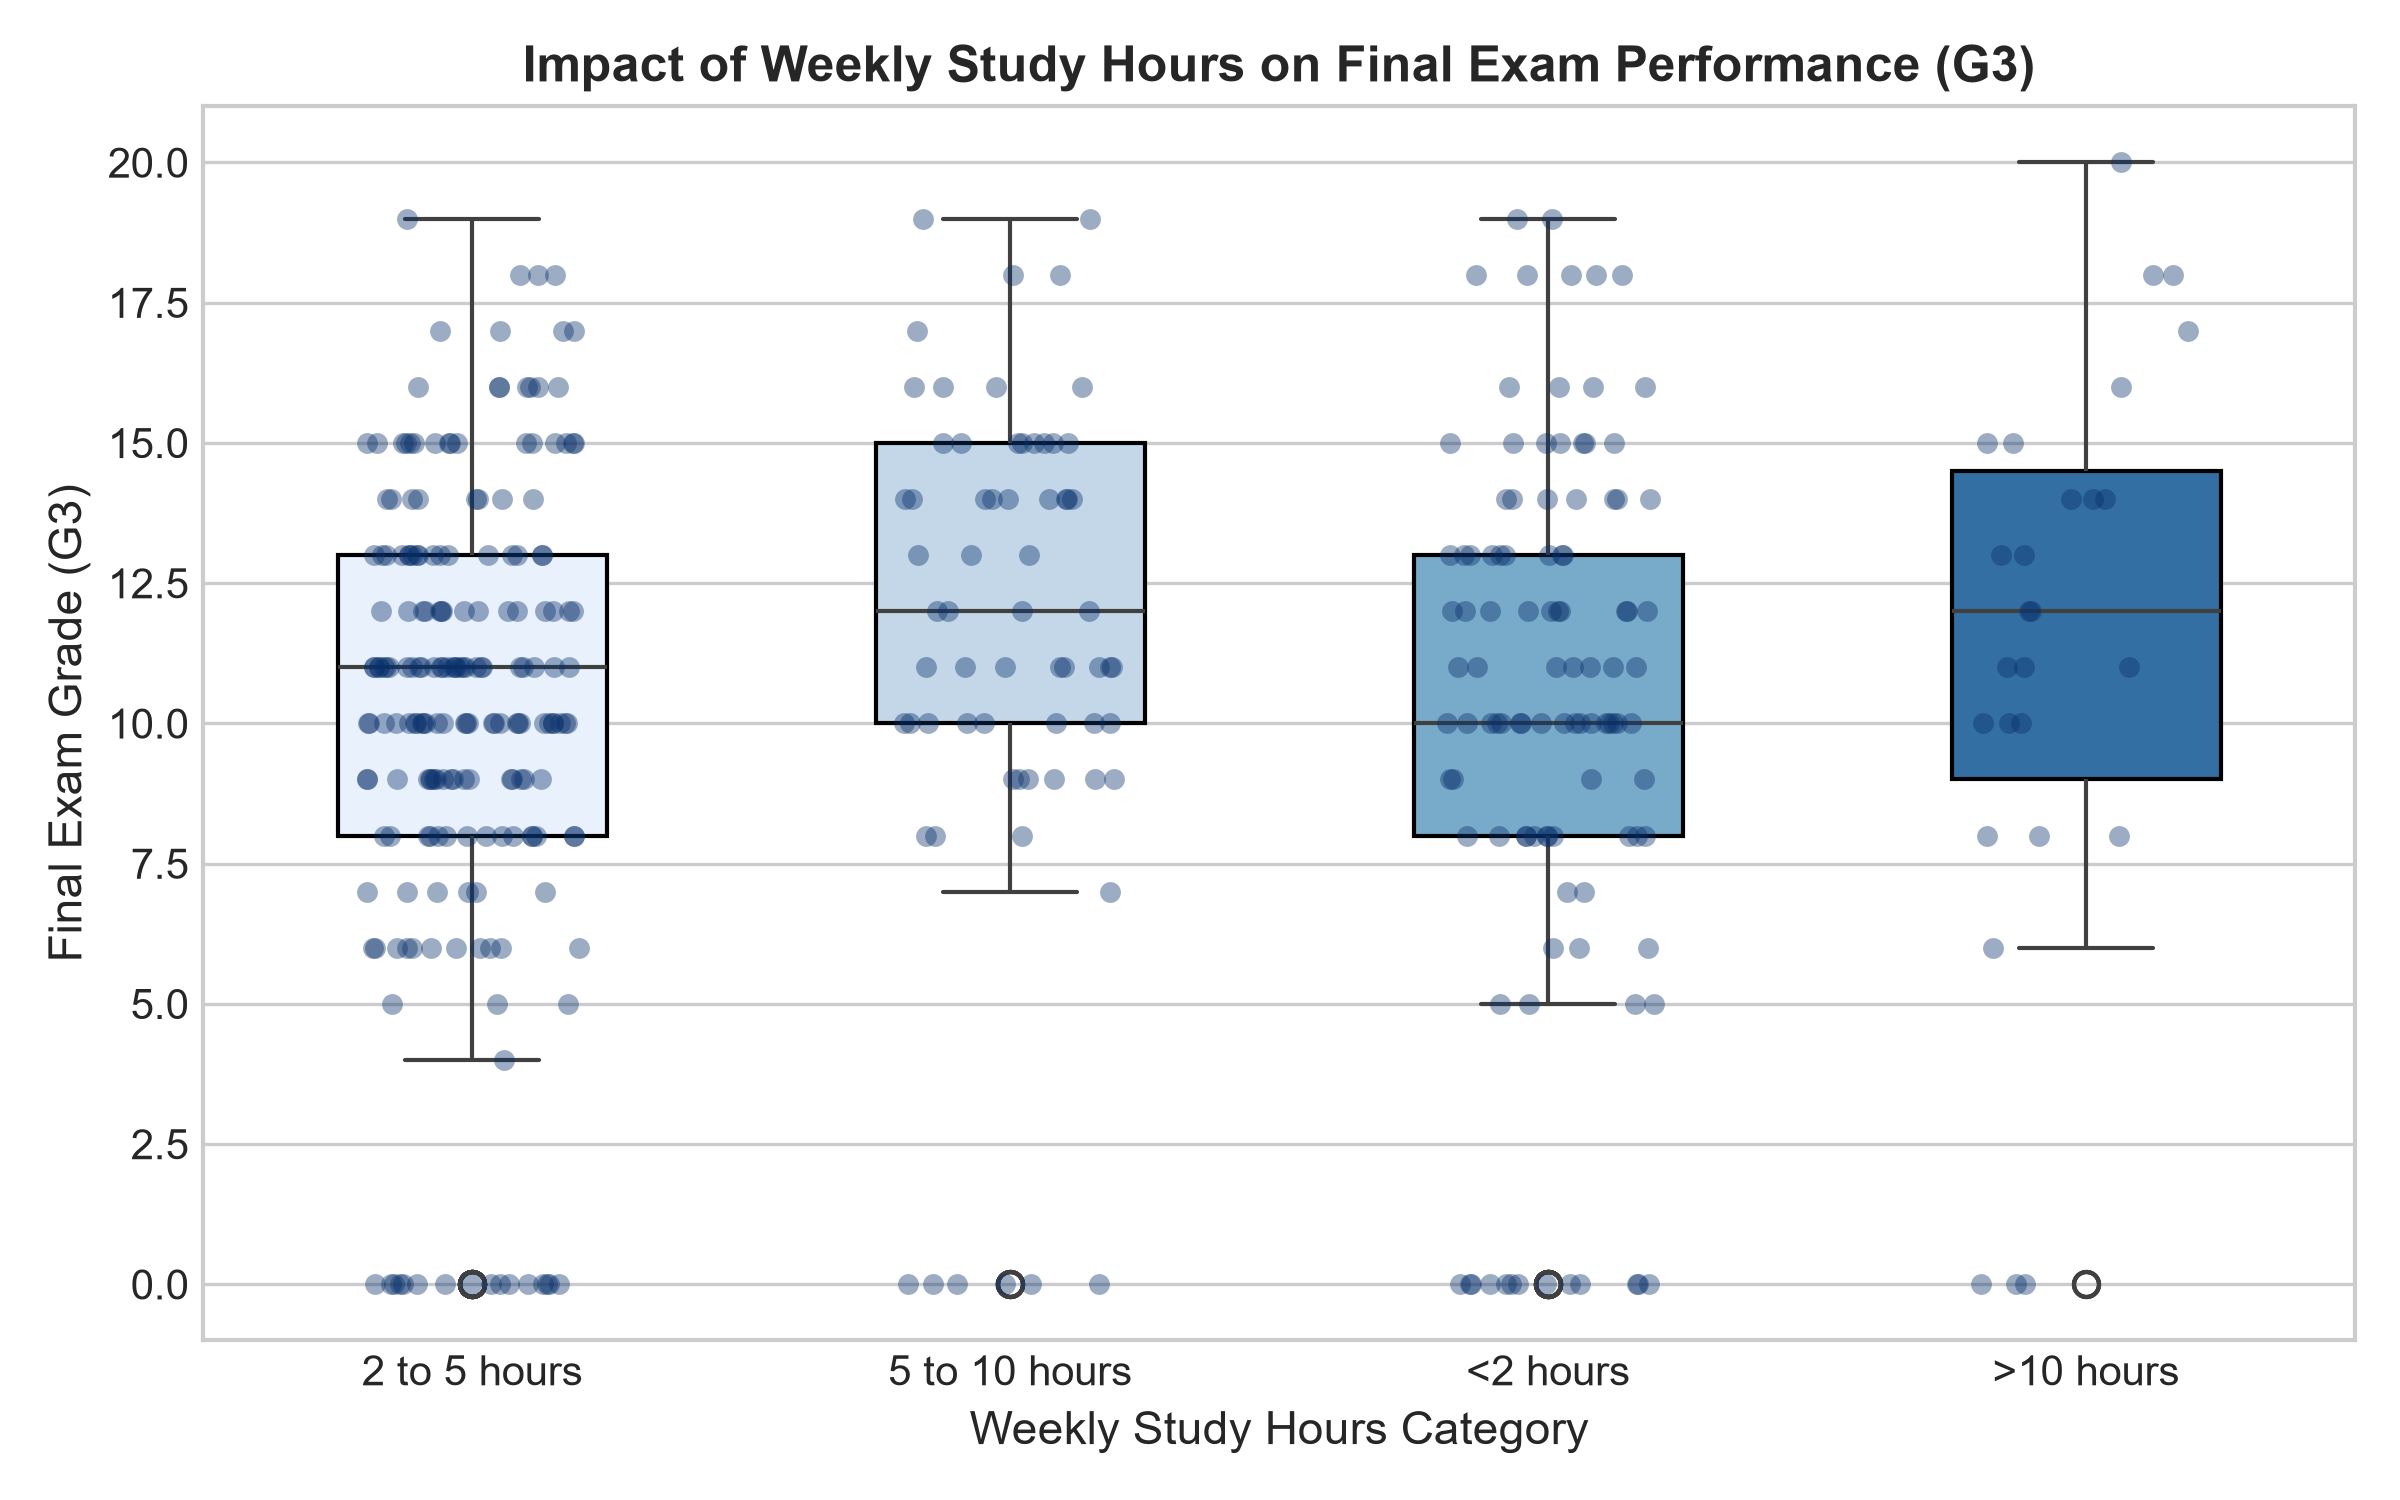 Impact of Weekly Study Hours on Final Exam Performance (G3)
20.0
17.5
15.0
12.5
10.0
7.5
5.0
2.5
0.0
Final Exam Grade (G3)
2 to 5 hours 5 to 10 hours <2 hours >10 hours
Weekly Study Hours Category